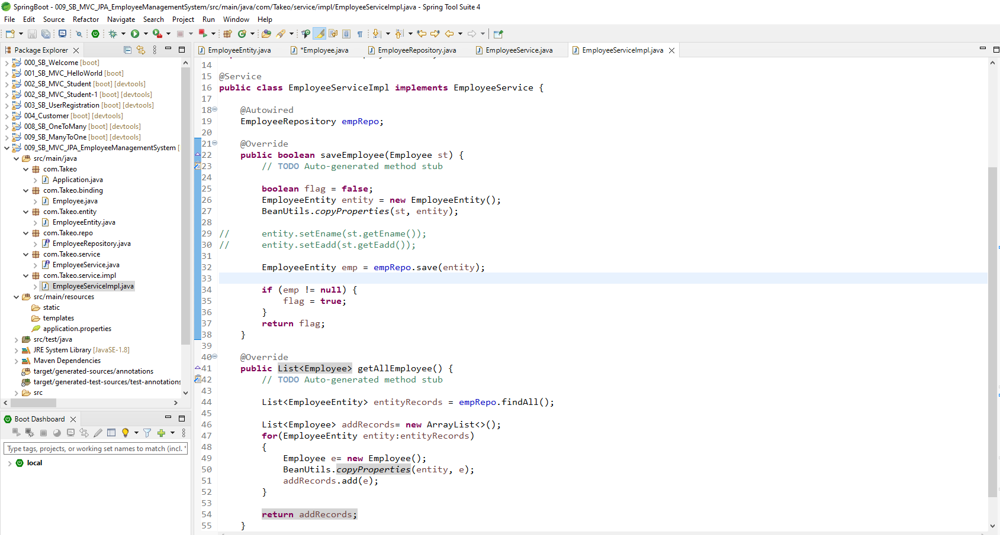 SpringBoot - 009_SB_MVC_JPA_EmployeeManagementSystem/src/main/java/com/Takeo/service/impl/EmployeeServiceImpl.java - Spring Tool Suite 4
File Edit Source Refactor Navigate Search Project Run Window Help
Package Explorer
000_SB_Welcome [boot]
001_SB_MVC_HelloWorld [boot]
002_SB_MVC_Student [boot] [devtools]
002_SB_MVC_Student-1 [boot] [devtools]
003_SB_UserRegistration [boot] [devtools]
004_Customer [boot] [devtools]
008_SB_OneToMany [boot] [devtools]
009_SB_ManyToOne [boot] [devtools]
009_SB_MVC_JPA_EmployeeManagementSystem [
src/main/java
com.Takeo
Application.java
com.Takeo.binding
Employee.java
com.Takeo.entity
EmployeeEntity.java
com.Takeo.repo
EmployeeRepository.java
com.Takeo.service
EmployeeService.java
com.Takeo.service.impl
EmployeeServiceImpl.java
src/main/resources
static
templates
application.properties
src/test/java
JRE System Library [JavaSE-1.8]
Maven Dependencies
target/generated-sources/annotations
target/generated-test-sources/test-annotations
src
Boot Dashboard
Type tags, projects, or working set names to match (incl. *
local
EmployeeEntity.java *Employee.java EmployeeRepository.java EmployeeService.java EmployeeServiceImpl.java
14
15 @Service
16 public class EmployeeServiceImpl implements EmployeeService {
17
18 @Autowired
19 EmployeeRepository empRepo;
20
21 @Override
22 public boolean saveEmployee(Employee st) {
23 // TODO Auto-generated method stub
24
25 boolean flag = false;
26 EmployeeEntity entity = new EmployeeEntity();
27 BeanUtils.copyProperties(st, entity);
28
29 // entity.setEname(st.getEname());
30 // entity.setEadd(st.getEadd());
31
32 EmployeeEntity emp = empRepo.save(entity);
33
34 if (emp != null) {
35 flag = true;
36 }
37 return flag;
38 }
39
40 @Override
41 public List<Employee> getAllEmployee() {
42 // TODO Auto-generated method stub
43
44 List<EmployeeEntity> entityRecords = empRepo.findAll();
45
46 List<Employee> addRecords= new ArrayList<>();
47 for(EmployeeEntity entity:entityRecords)
48 {
49 Employee e= new Employee();
50 BeanUtils.copyProperties(entity, e);
51 addRecords.add(e);
52 }
53
54 return addRecords;
55 }